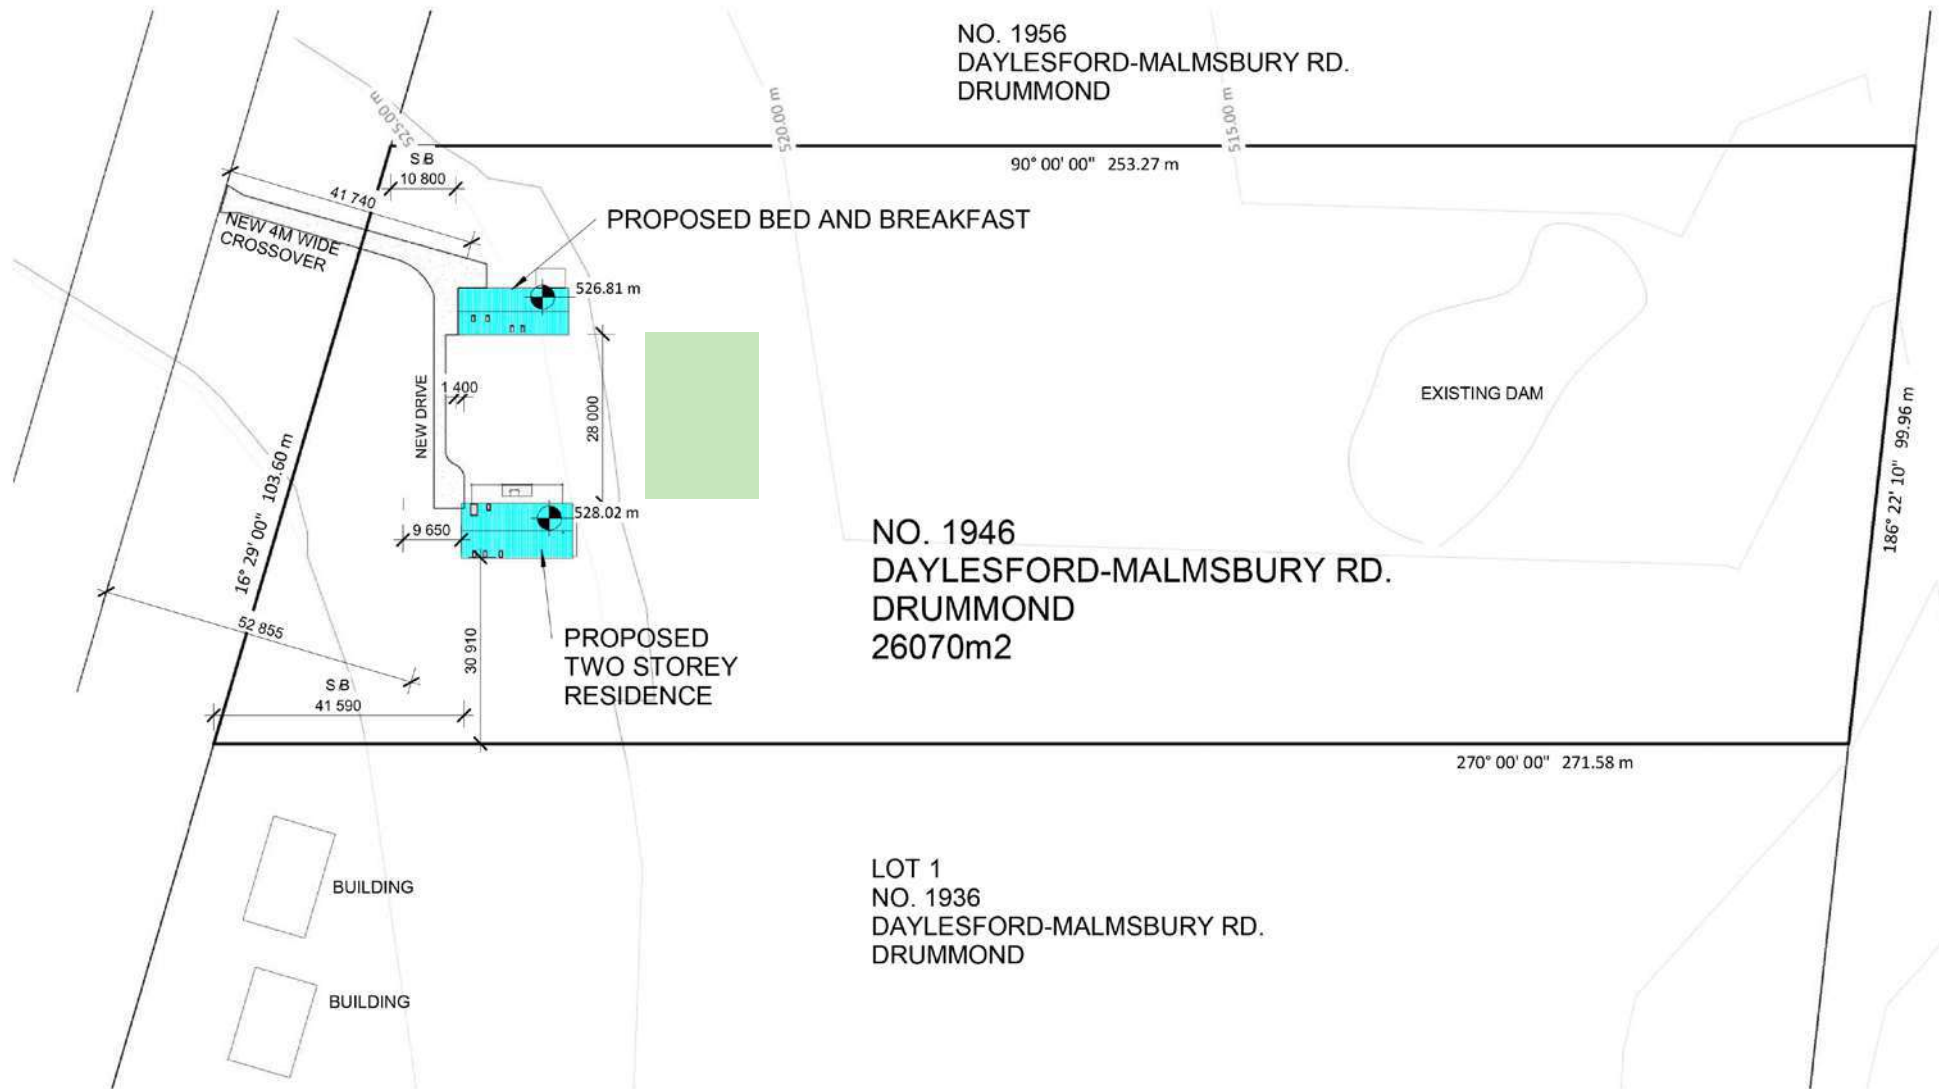 NO. 1956
DAYLESFORD-MALMSBURY RD.
DRUMMOND
525.00 m
520.00 m
515.00 m
90° 00' 00" 253.27 m
SB
10 800
41 740
NEW 4M WIDE
CROSSOVER
PROPOSED BED AND BREAKFAST
526.81 m
NEW DRIVE
1 400
28 000
EXISTING DAM
186° 22' 10" 99.96 m
16° 29' 00" 103.60 m
528.02 m
9 650
NO. 1946
DAYLESFORD-MALMSBURY RD.
DRUMMOND
26070m2
52 855
30 910
PROPOSED
TWO STOREY
RESIDENCE
SB
41 590
270° 00' 00" 271.58 m
LOT 1
NO. 1936
DAYLESFORD-MALMSBURY RD.
DRUMMOND
BUILDING
BUILDING